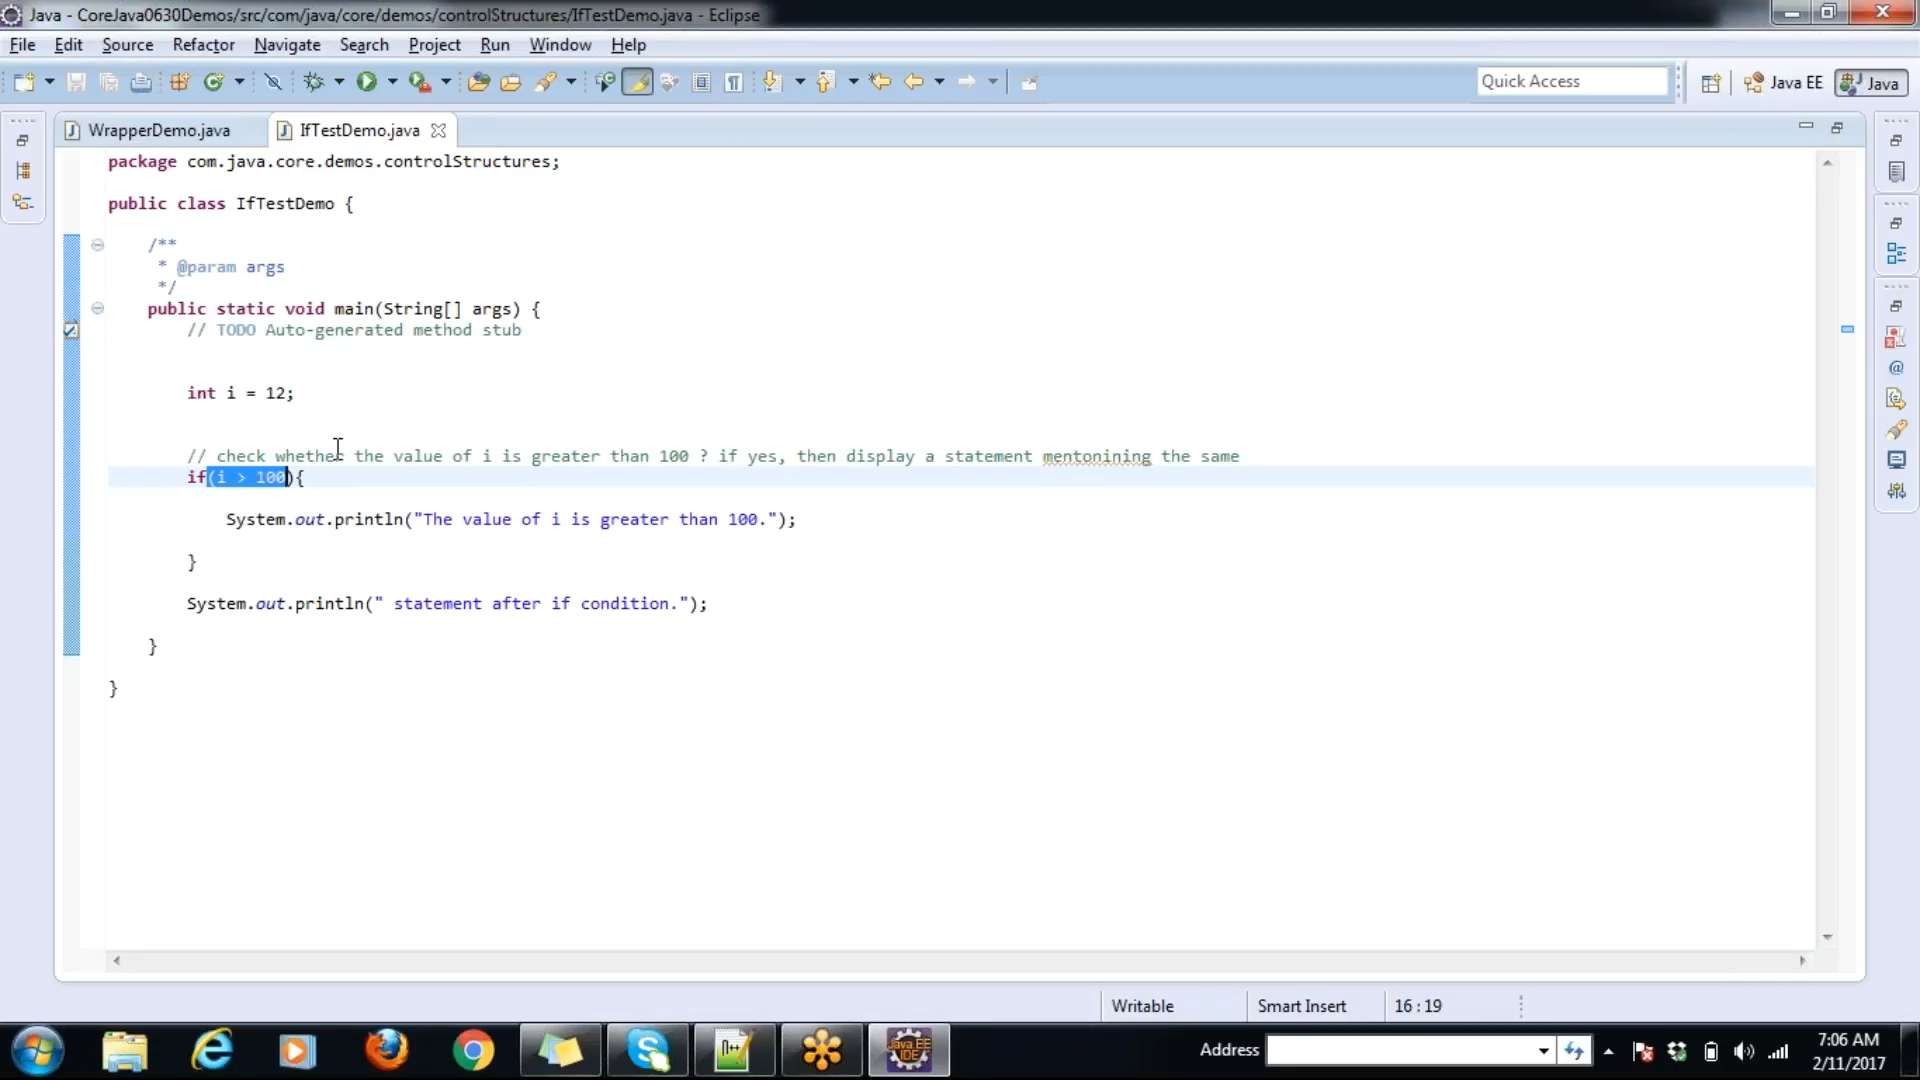 Java - CoreJava0630Demos/src/com/java/core/demos/controlStructures/IfTestDemo.java - Eclipse
File Edit Source Refactor Navigate Search Project Run Window Help
Quick Access
Java EE
Java
WrapperDemo.java
IfTestDemo.java
package com.java.core.demos.controlStructures;
public class IfTestDemo {
/**
* @param args
*/
public static void main(String[] args) {
// TODO Auto-generated method stub
int i = 12;
// check whether the value of i is greater than 100 ? if yes, then display a statement mentonining the same
if(i > 100){
System.out.println("The value of i is greater than 100.");
}
System.out.println(" statement after if condition.");
}
}
Writable
Smart Insert
16 : 19
Java EE
IDE
Address
7:06 AM
2/11/2017